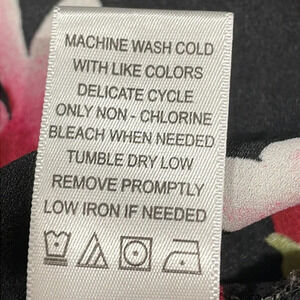 MACHINE WASH COLD
WITH LIKE COLORS
DELICATE CYCLE
ONLY NON - CHLORINE
BLEACH WHEN NEEDED
TUMBLE DRY LOW
REMOVE PROMPTLY
LOW IRON IF NEEDED